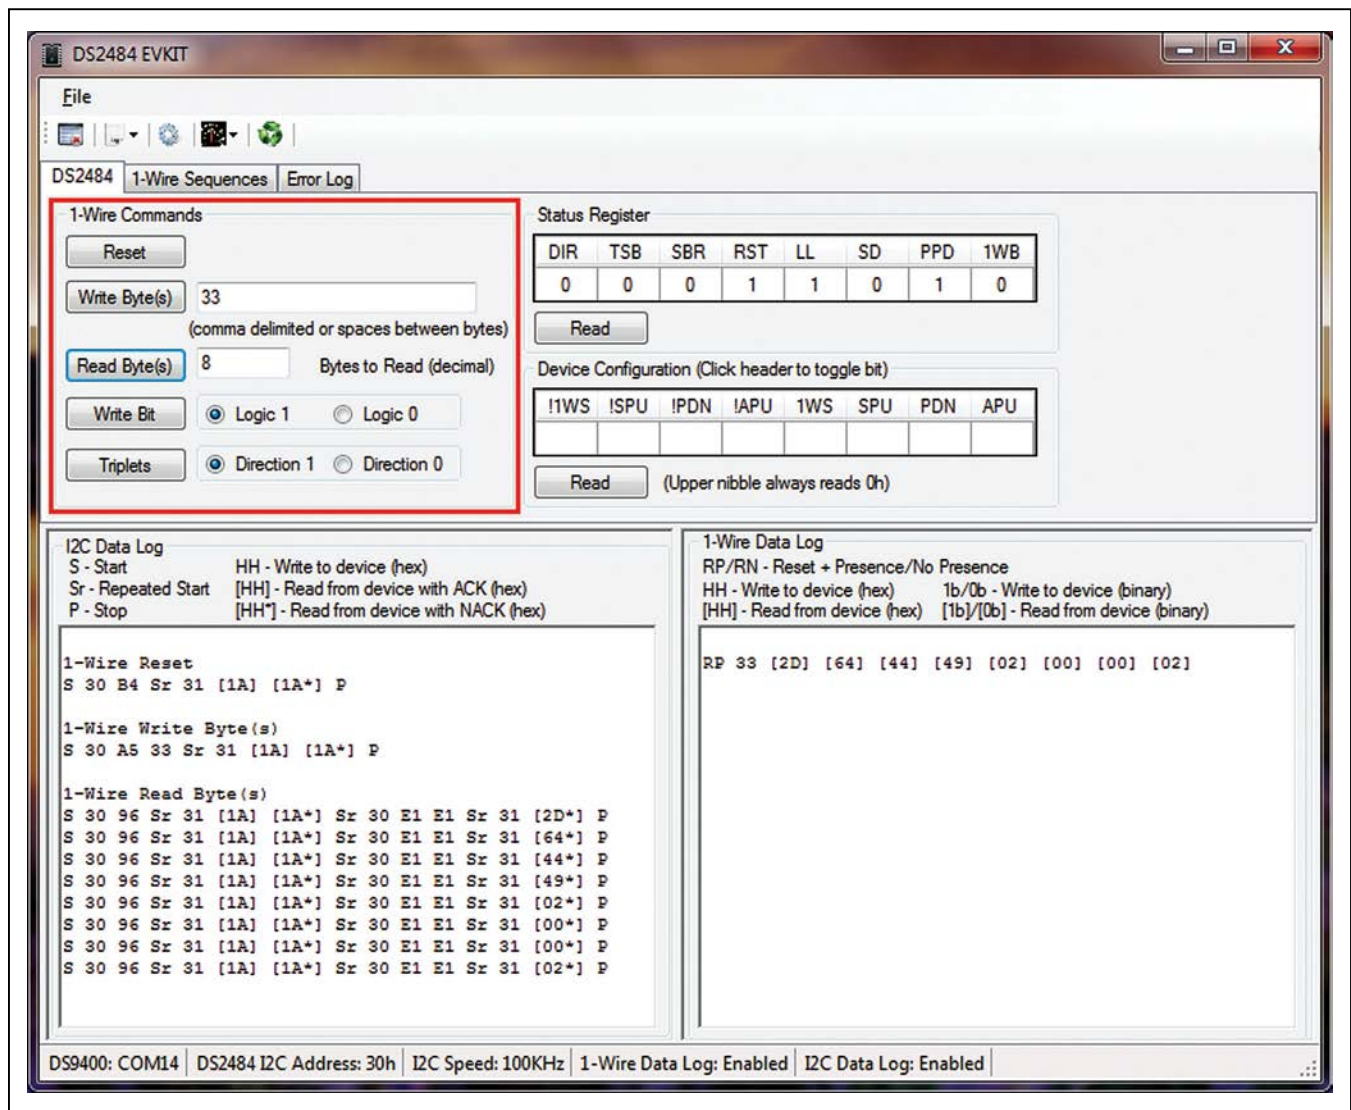 DS2484 EVKIT
File
DS2484 1-Wire Sequences Error Log
1-Wire Commands
Reset
Write Byte(s) 33
(comma delimited or spaces between bytes)
Read Byte(s) 8 Bytes to Read (decimal)
Write Bit Logic 1 Logic 0
Triplets Direction 1 Direction 0
Status Register
DIR TSB SBR RST LL SD PPD 1WB
0 0 0 1 1 0 1 0
Read
Device Configuration (Click header to toggle bit)
!1WS !SPU !PDN !APU 1WS SPU PDN APU
Read (Upper nibble always reads 0h)
I2C Data Log
S - Start HH - Write to device (hex)
Sr - Repeated Start [HH] - Read from device with ACK (hex)
P - Stop [HH*] - Read from device with NACK (hex)
1-Wire Reset
S 30 B4 Sr 31 [1A] [1A*] P
1-Wire Write Byte(s)
S 30 A5 33 Sr 31 [1A] [1A*] P
1-Wire Read Byte(s)
S 30 96 Sr 31 [1A] [1A*] Sr 30 E1 E1 Sr 31 [2D*] P
S 30 96 Sr 31 [1A] [1A*] Sr 30 E1 E1 Sr 31 [64*] P
S 30 96 Sr 31 [1A] [1A*] Sr 30 E1 E1 Sr 31 [44*] P
S 30 96 Sr 31 [1A] [1A*] Sr 30 E1 E1 Sr 31 [49*] P
S 30 96 Sr 31 [1A] [1A*] Sr 30 E1 E1 Sr 31 [02*] P
S 30 96 Sr 31 [1A] [1A*] Sr 30 E1 E1 Sr 31 [00*] P
S 30 96 Sr 31 [1A] [1A*] Sr 30 E1 E1 Sr 31 [00*] P
S 30 96 Sr 31 [1A] [1A*] Sr 30 E1 E1 Sr 31 [02*] P
1-Wire Data Log
RP/RN - Reset + Presence/No Presence
HH - Write to device (hex) 1b/0b - Write to device (binary)
[HH] - Read from device (hex) [1b]/[0b] - Read from device (binary)
RP 33 [2D] [64] [44] [49] [02] [00] [00] [02]
DS9400: COM14 DS2484 I2C Address: 30h I2C Speed: 100KHz 1-Wire Data Log: Enabled I2C Data Log: Enabled